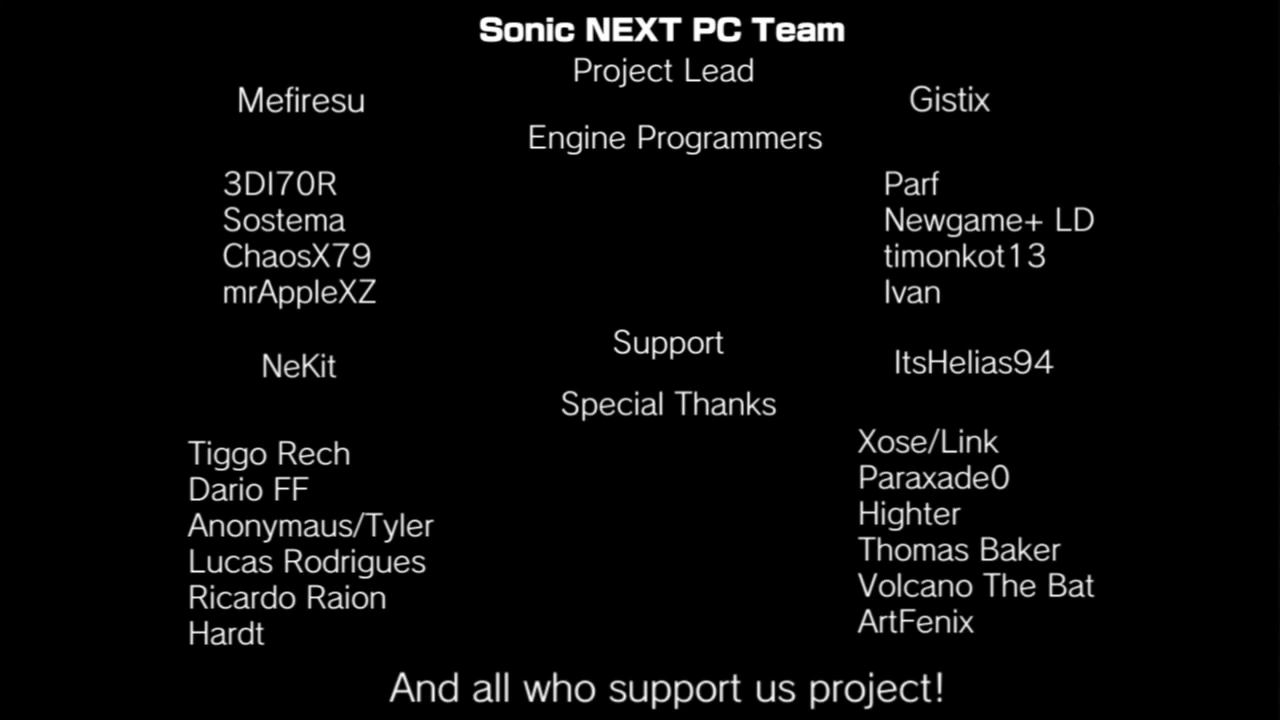 Sonic NEXT PC Team
Project Lead
Mefiresu
Gistix
Engine Programmers
3DI70R
Sostema
ChaosX79
mrAppleXZ
Parf
Newgame+ LD
timonkot13
Ivan
Support
NeKit
ItsHelias94
Special Thanks
Tiggo Rech
Dario FF
Anonymaus/Tyler
Lucas Rodrigues
Ricardo Raion
Hardt
Xose/Link
Paraxade0
Highter
Thomas Baker
Volcano The Bat
ArtFenix
And all who support us project!